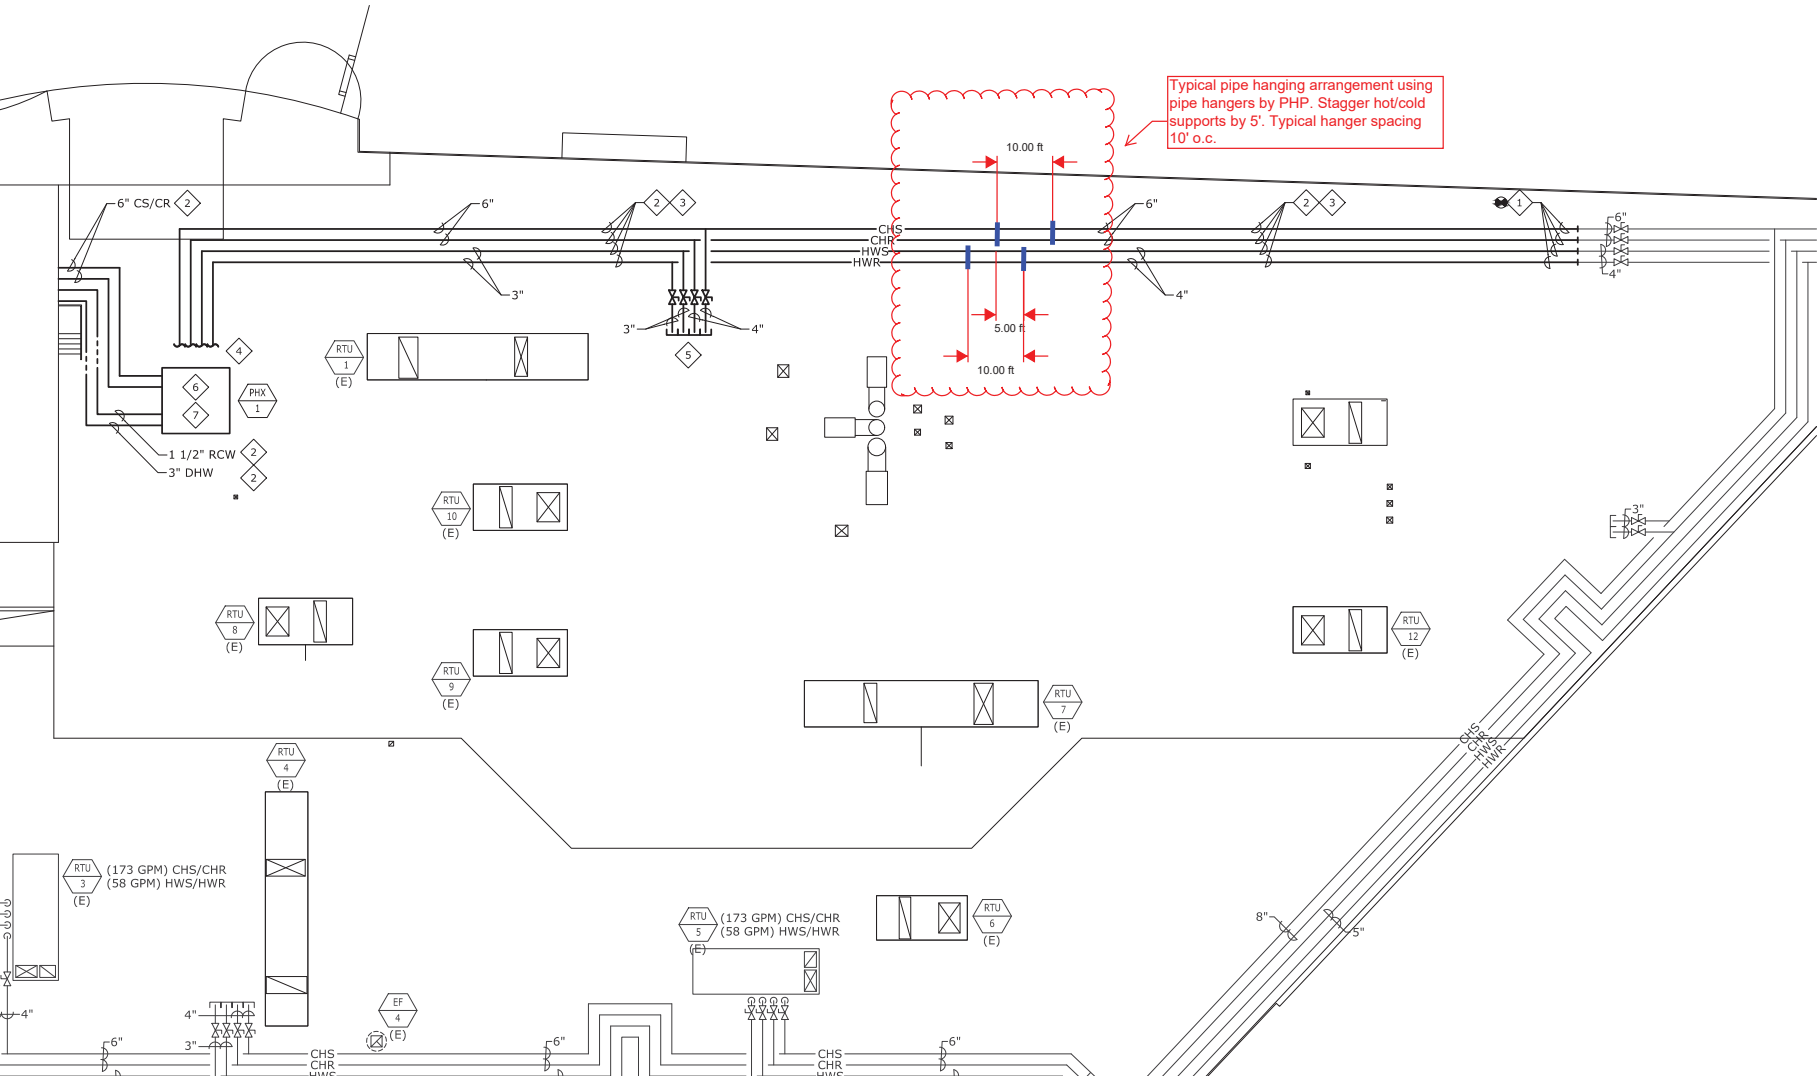 Typical pipe hanging arrangement using
pipe hangers by PHP. Stagger hot/cold
supports by 5'. Typical hanger spacing
10' o.c.
10.00 ft
6" CS/CR
2
6"
2
3
6"
2
3
1
6"
CHS
CHR
HWS
HWR
4"
3"
4"
3"
4"
5.00 ft
10.00 ft
4
5
RTU
1
(E)
6
7
PHX
1
1 1/2" RCW
2
3" DHW
2
RTU
10
(E)
3"
RTU
8
(E)
RTU
9
(E)
RTU
12
(E)
RTU
7
(E)
CHS
CHR
HWS
HWR
RTU
4
(E)
RTU
3
(E)
(173 GPM) CHS/CHR
(58 GPM) HWS/HWR
RTU
5
(E)
(173 GPM) CHS/CHR
(58 GPM) HWS/HWR
RTU
6
(E)
8"
5"
4"
4"
3"
EF
4
(E)
6"
CHS
CHR
HWS
6"
CHS
CHR
HWS
6"